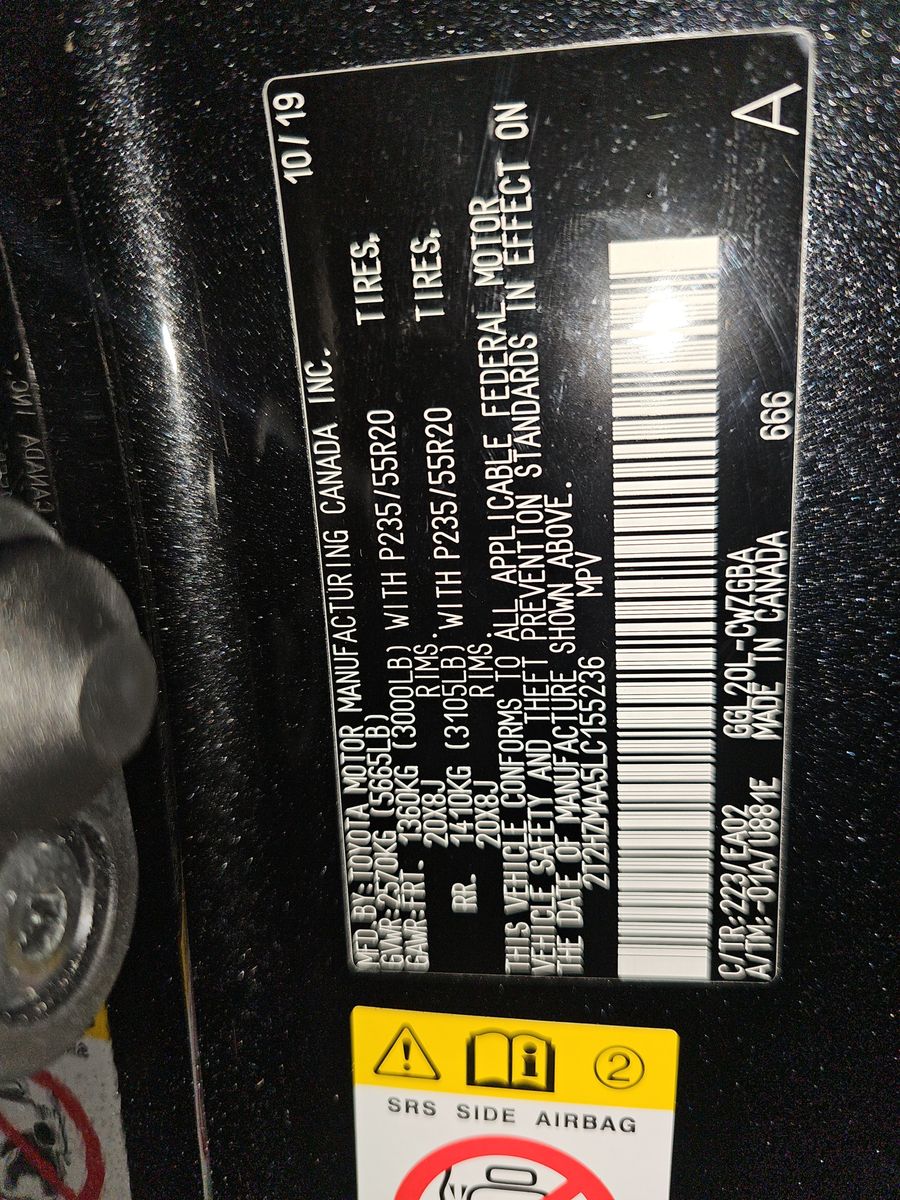 MFD. BY: TOYOTA MOTOR MANUFACTURING CANADA INC. 10/19
GVWR: 2570KG (5665LB)
GAWR: FRT. 1360KG (3000LB) WITH P235/55R20 TIRES,
20X8J RIMS.
RR. 1410KG (3105LB) WITH P235/55R20 TIRES,
20X8J RIMS.
THIS VEHICLE CONFORMS TO ALL APPLICABLE FEDERAL MOTOR
VEHICLE SAFETY AND THEFT PREVENTION STANDARDS IN EFFECT ON
THE DATE OF MANUFACTURE SHOWN ABOVE.
2T2HZMAA5LC155236 MPV
C/TR: 223/EA02 GGL20L-CWZGBA 666 A
A/TM: -01A/U881E MADE IN CANADA
2
SRS SIDE AIRBAG